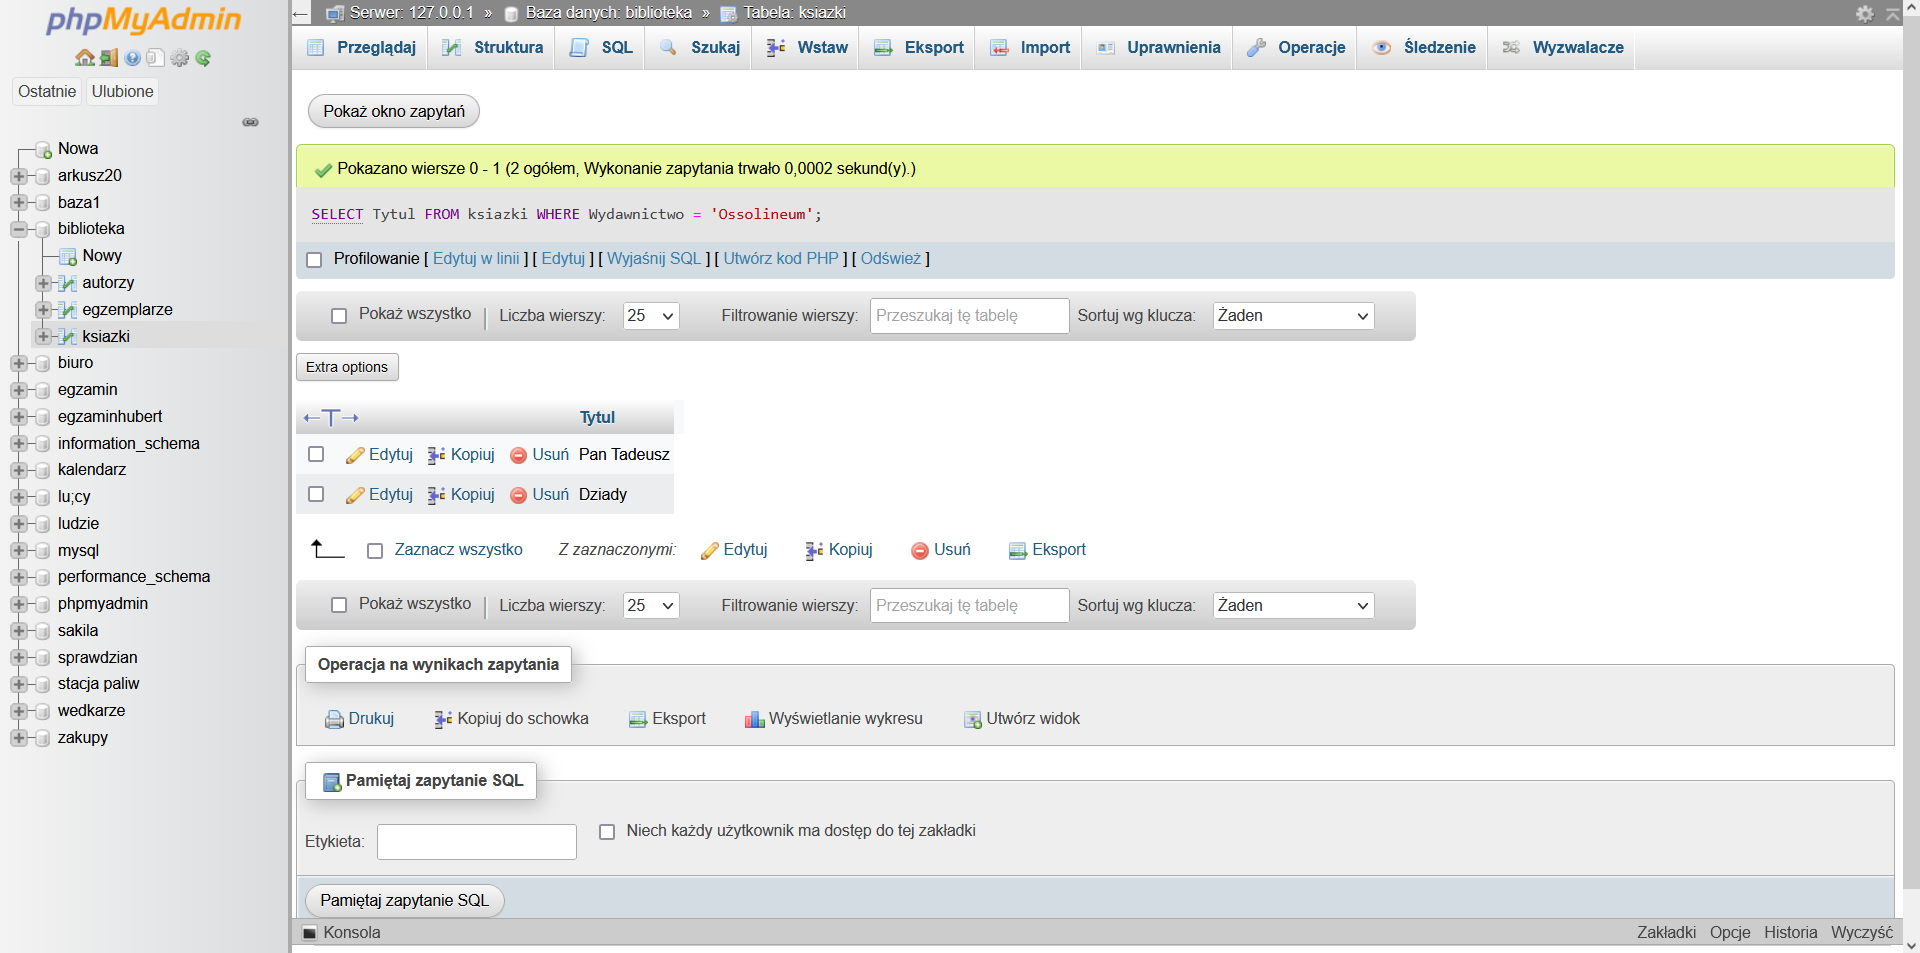 phpMyAdmin
Ostatnie Ulubione
Nowa
arkusz20
baza1
biblioteka
Nowy
autorzy
egzemplarze
ksiazki
biuro
egzamin
egzaminhubert
information_schema
kalendarz
lu;cy
ludzie
mysql
performance_schema
phpmyadmin
sakila
sprawdzian
stacja paliw
wedkarze
zakupy
Serwer: 127.0.0.1 » Baza danych: biblioteka » Tabela: ksiazki
Przeglądaj Struktura SQL Szukaj Wstaw Eksport Import Uprawnienia Operacje Śledzenie Wyzwalacze
Pokaż okno zapytań
Pokazano wiersze 0 - 1 (2 ogółem, Wykonanie zapytania trwało 0,0002 sekund(y).)
SELECT Tytul FROM ksiazki WHERE Wydawnictwo = 'Ossolineum';
Profilowanie [ Edytuj w linii ] [ Edytuj ] [ Wyjaśnij SQL ] [ Utwórz kod PHP ] [ Odśwież ]
Pokaż wszystko | Liczba wierszy: 25 Filtrowanie wierszy: Przeszukaj tę tabelę Sortuj wg klucza: Żaden
Extra options
←T→ Tytul
Edytuj Kopiuj Usuń Pan Tadeusz
Edytuj Kopiuj Usuń Dziady
Zaznacz wszystko Z zaznaczonymi: Edytuj Kopiuj Usuń Eksport
Pokaż wszystko | Liczba wierszy: 25 Filtrowanie wierszy: Przeszukaj tę tabelę Sortuj wg klucza: Żaden
Operacja na wynikach zapytania
Drukuj Kopiuj do schowka Eksport Wyświetlanie wykresu Utwórz widok
Pamiętaj zapytanie SQL
Etykieta: Niech każdy użytkownik ma dostęp do tej zakładki
Pamiętaj zapytanie SQL
Konsola Zakładki Opcje Historia Wyczyść